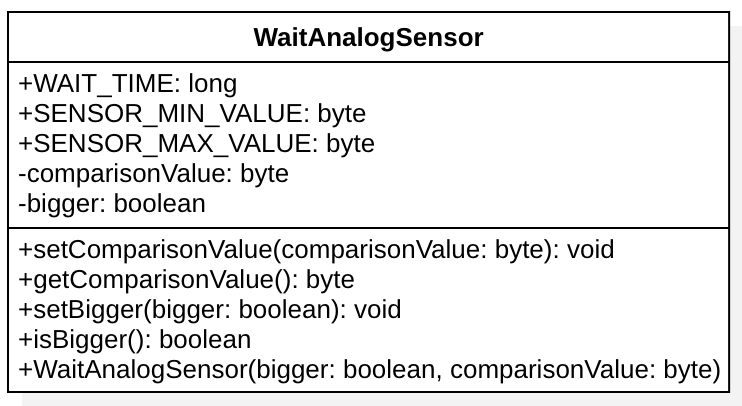 WaitAnalogSensor
+WAIT_TIME: long
+SENSOR_MIN_VALUE: byte
+SENSOR_MAX_VALUE: byte
-comparisonValue: byte
-bigger: boolean
+setComparisonValue(comparisonValue: byte): void
+getComparisonValue(): byte
+setBigger(bigger: boolean): void
+isBigger(): boolean
+WaitAnalogSensor(bigger: boolean, comparisonValue: byte)